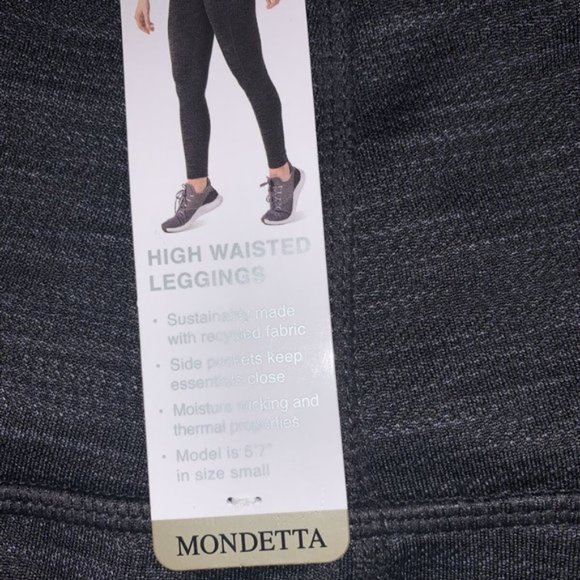 HIGH WAISTED
LEGGINGS
• Sustainably made
with recycled fabric
• Side pockets keep
essentials close
• Moisture wicking and
thermal properties
• Model is 5'7"
in size small
MONDETTA